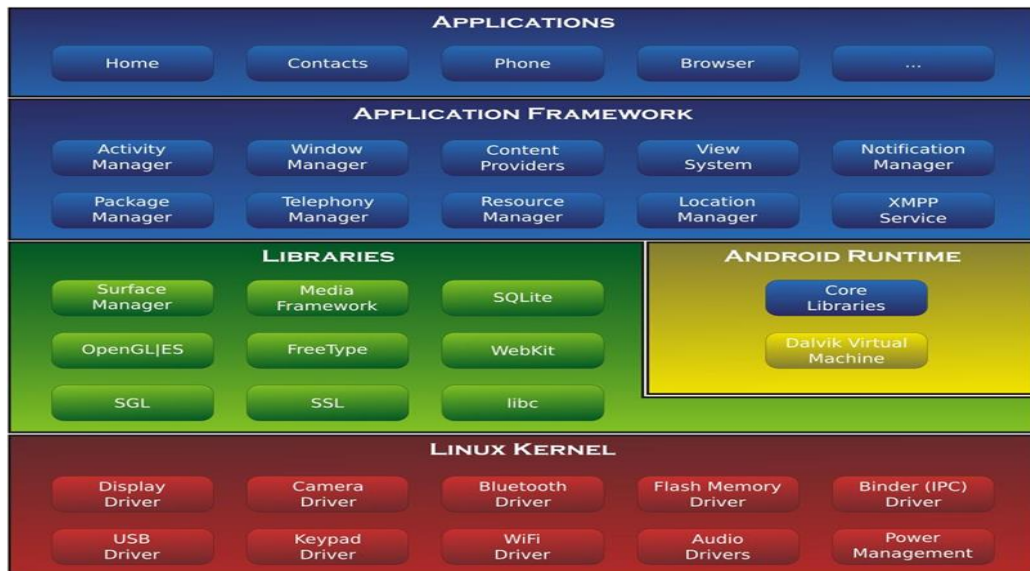 APPLICATIONS
Home
Contacts
Phone
Browser
...
APPLICATION FRAMEWORK
Activity
Manager
Window
Manager
Content
Providers
View
System
Notification
Manager
Package
Manager
Telephony
Manager
Resource
Manager
Location
Manager
XMPP
Service
LIBRARIES
Surface
Manager
Media
Framework
SQLite
OpenGL|ES
FreeType
WebKit
SGL
SSL
libc
ANDROID RUNTIME
Core
Libraries
Dalvik Virtual
Machine
LINUX KERNEL
Display
Driver
Camera
Driver
Bluetooth
Driver
Flash Memory
Driver
Binder (IPC)
Driver
USB
Driver
Keypad
Driver
WiFi
Driver
Audio
Drivers
Power
Management